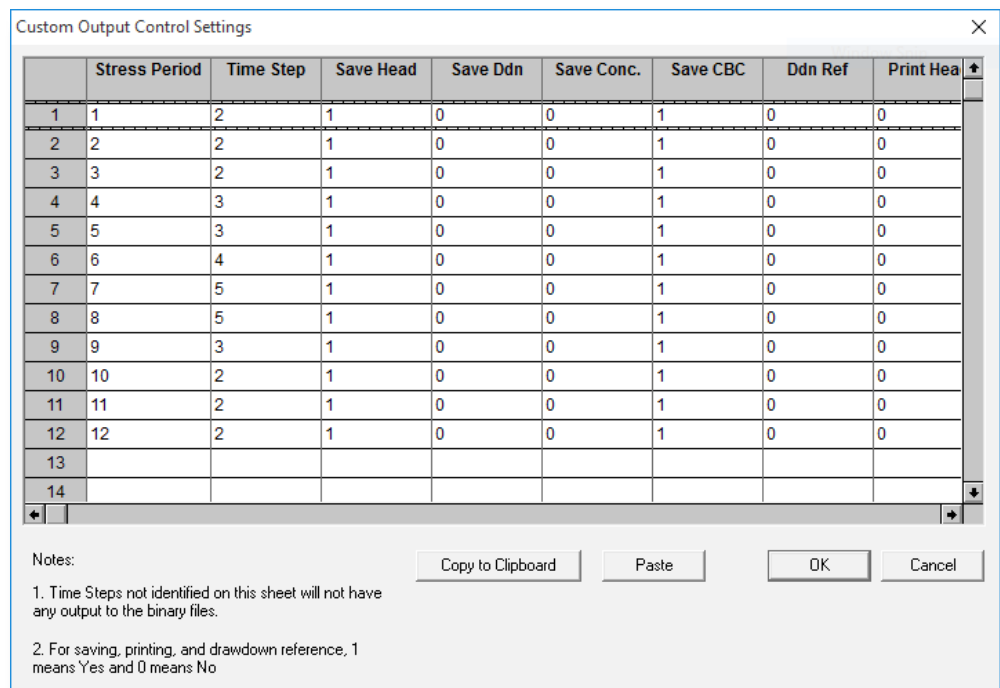 Custom Output Control Settings
Stress Period Time Step Save Head Save Ddn Save Conc. Save CBC Ddn Ref Print Hea
1 1 2 1 0 0 1 0 0
2 2 2 1 0 0 1 0 0
3 3 2 1 0 0 1 0 0
4 4 3 1 0 0 1 0 0
5 5 3 1 0 0 1 0 0
6 6 4 1 0 0 1 0 0
7 7 5 1 0 0 1 0 0
8 8 5 1 0 0 1 0 0
9 9 3 1 0 0 1 0 0
10 10 2 1 0 0 1 0 0
11 11 2 1 0 0 1 0 0
12 12 2 1 0 0 1 0 0
13
14
Notes:
Copy to Clipboard Paste OK Cancel
1. Time Steps not identified on this sheet will not have
any output to the binary files.
2. For saving, printing, and drawdown reference, 1
means Yes and 0 means No